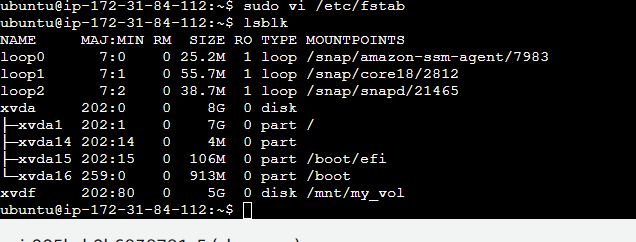 ubuntu@ip-172-31-84-112:~$ sudo vi /etc/fstab
ubuntu@ip-172-31-84-112:~$ lsblk
NAME     MAJ:MIN RM   SIZE RO TYPE MOUNTPOINTS
loop0      7:0    0  25.2M  1 loop /snap/amazon-ssm-agent/7983
loop1      7:1    0  55.7M  1 loop /snap/core18/2812
loop2      7:2    0  38.7M  1 loop /snap/snapd/21465
xvda     202:0    0     8G  0 disk
├─xvda1  202:1    0     7G  0 part /
├─xvda14 202:14   0     4M  0 part
├─xvda15 202:15   0   106M  0 part /boot/efi
└─xvda16 259:0    0   913M  0 part /boot
xvdf     202:80   0     5G  0 disk /mnt/my_vol
ubuntu@ip-172-31-84-112:~$